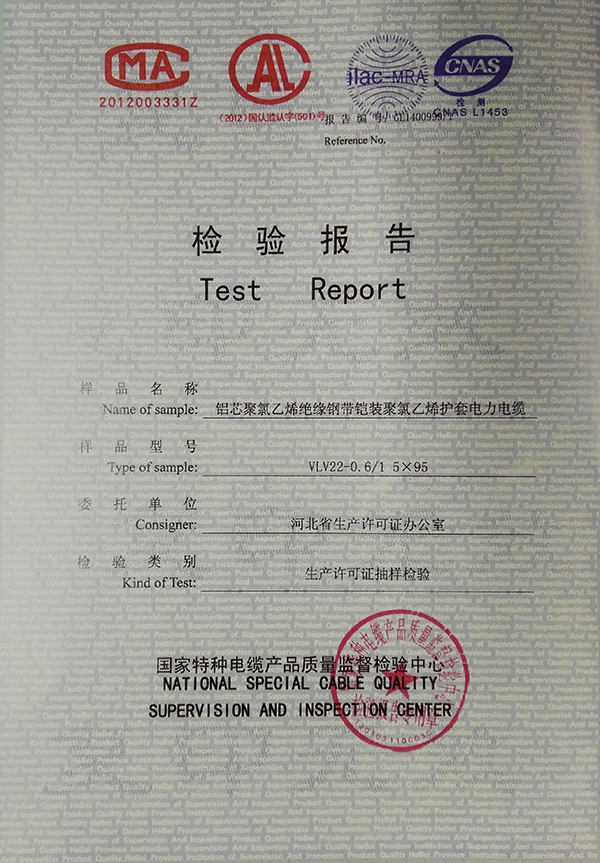 MA
2012003331Z
CAL
(2012)国认监认字(501)号
ilac-MRA
CNAS
检 测
CNAS L1453
报 告 编 号:
Reference No.
检 验 报 告
Test Report
样 品 名 称
Name of sample: 铝芯聚氯乙烯绝缘钢带铠装聚氯乙烯护套电力电缆
样 品 型 号
Type of sample: VLV22-0.6/1 5×95
委 托 单 位
Consigner: 河北省生产许可证办公室
检 验 类 别
Kind of Test: 生产许可证抽样检验
国家特种电缆产品质量监督检验中心
NATIONAL SPECIAL CABLE QUALITY
SUPERVISION AND INSPECTION CENTER